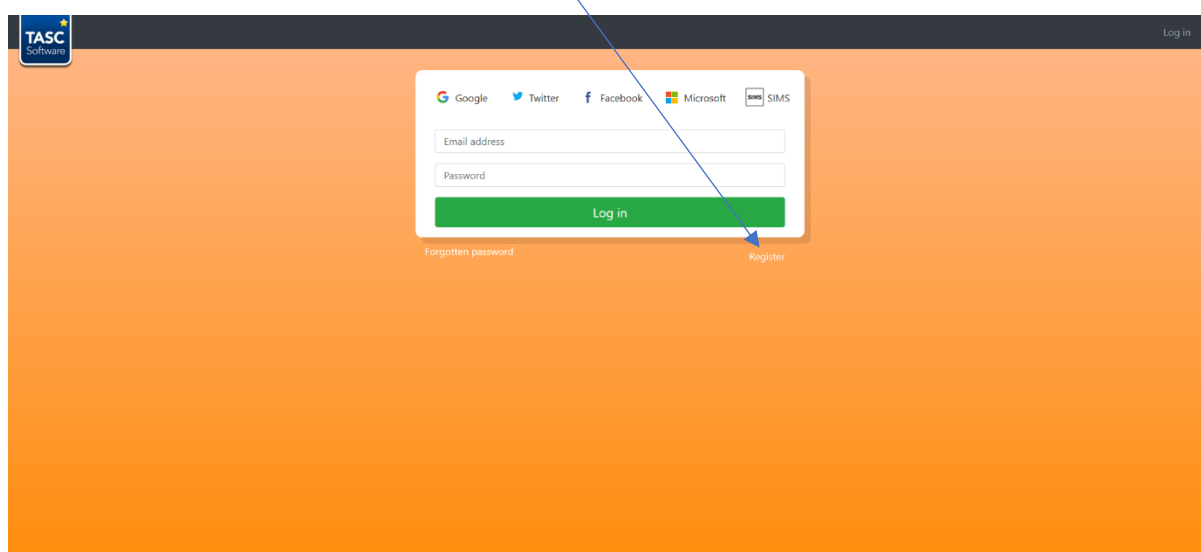 TASC
Software
Log in
Google Twitter Facebook Microsoft SIMS SIMS
Email address
Password
Log in
Forgotten password
Register